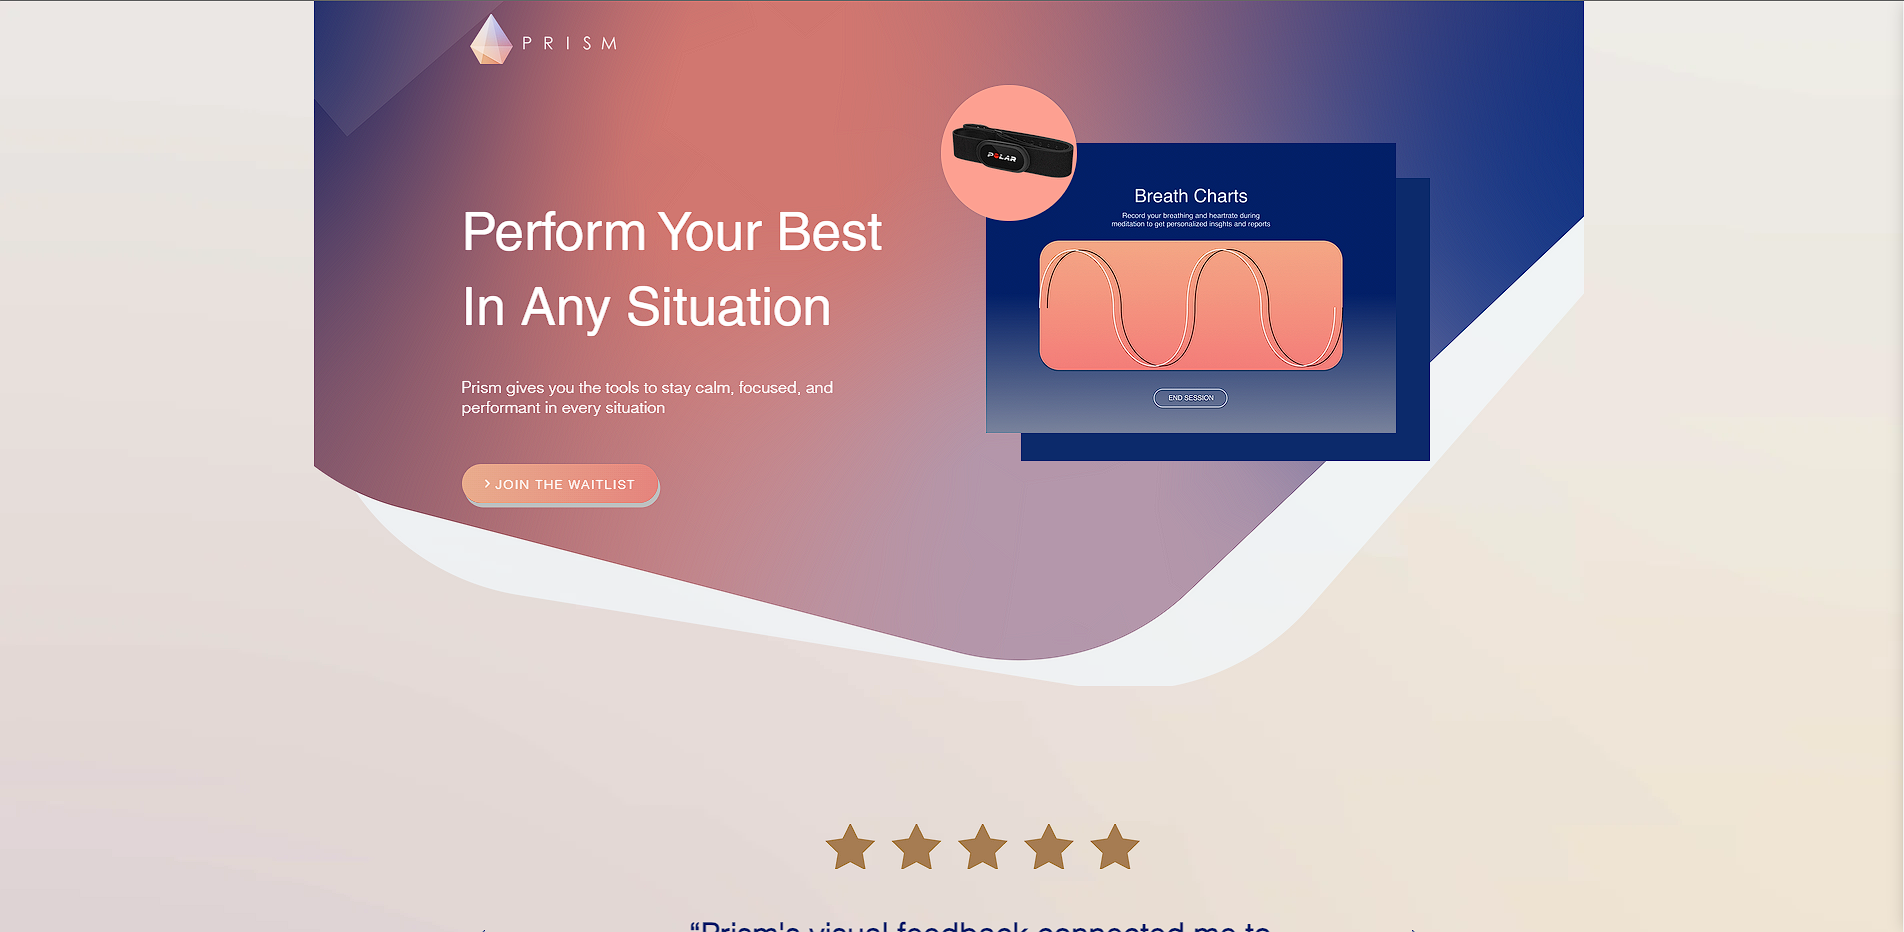 PRISM
POLAR
Breath Charts
Record your breathing and heartrate during
meditation to get personalized insghts and reports
Perform Your Best
In Any Situation
Prism gives you the tools to stay calm, focused, and
performant in every situation
END SESSION
> JOIN THE WAITLIST
“Prism's visual feedback connected me to